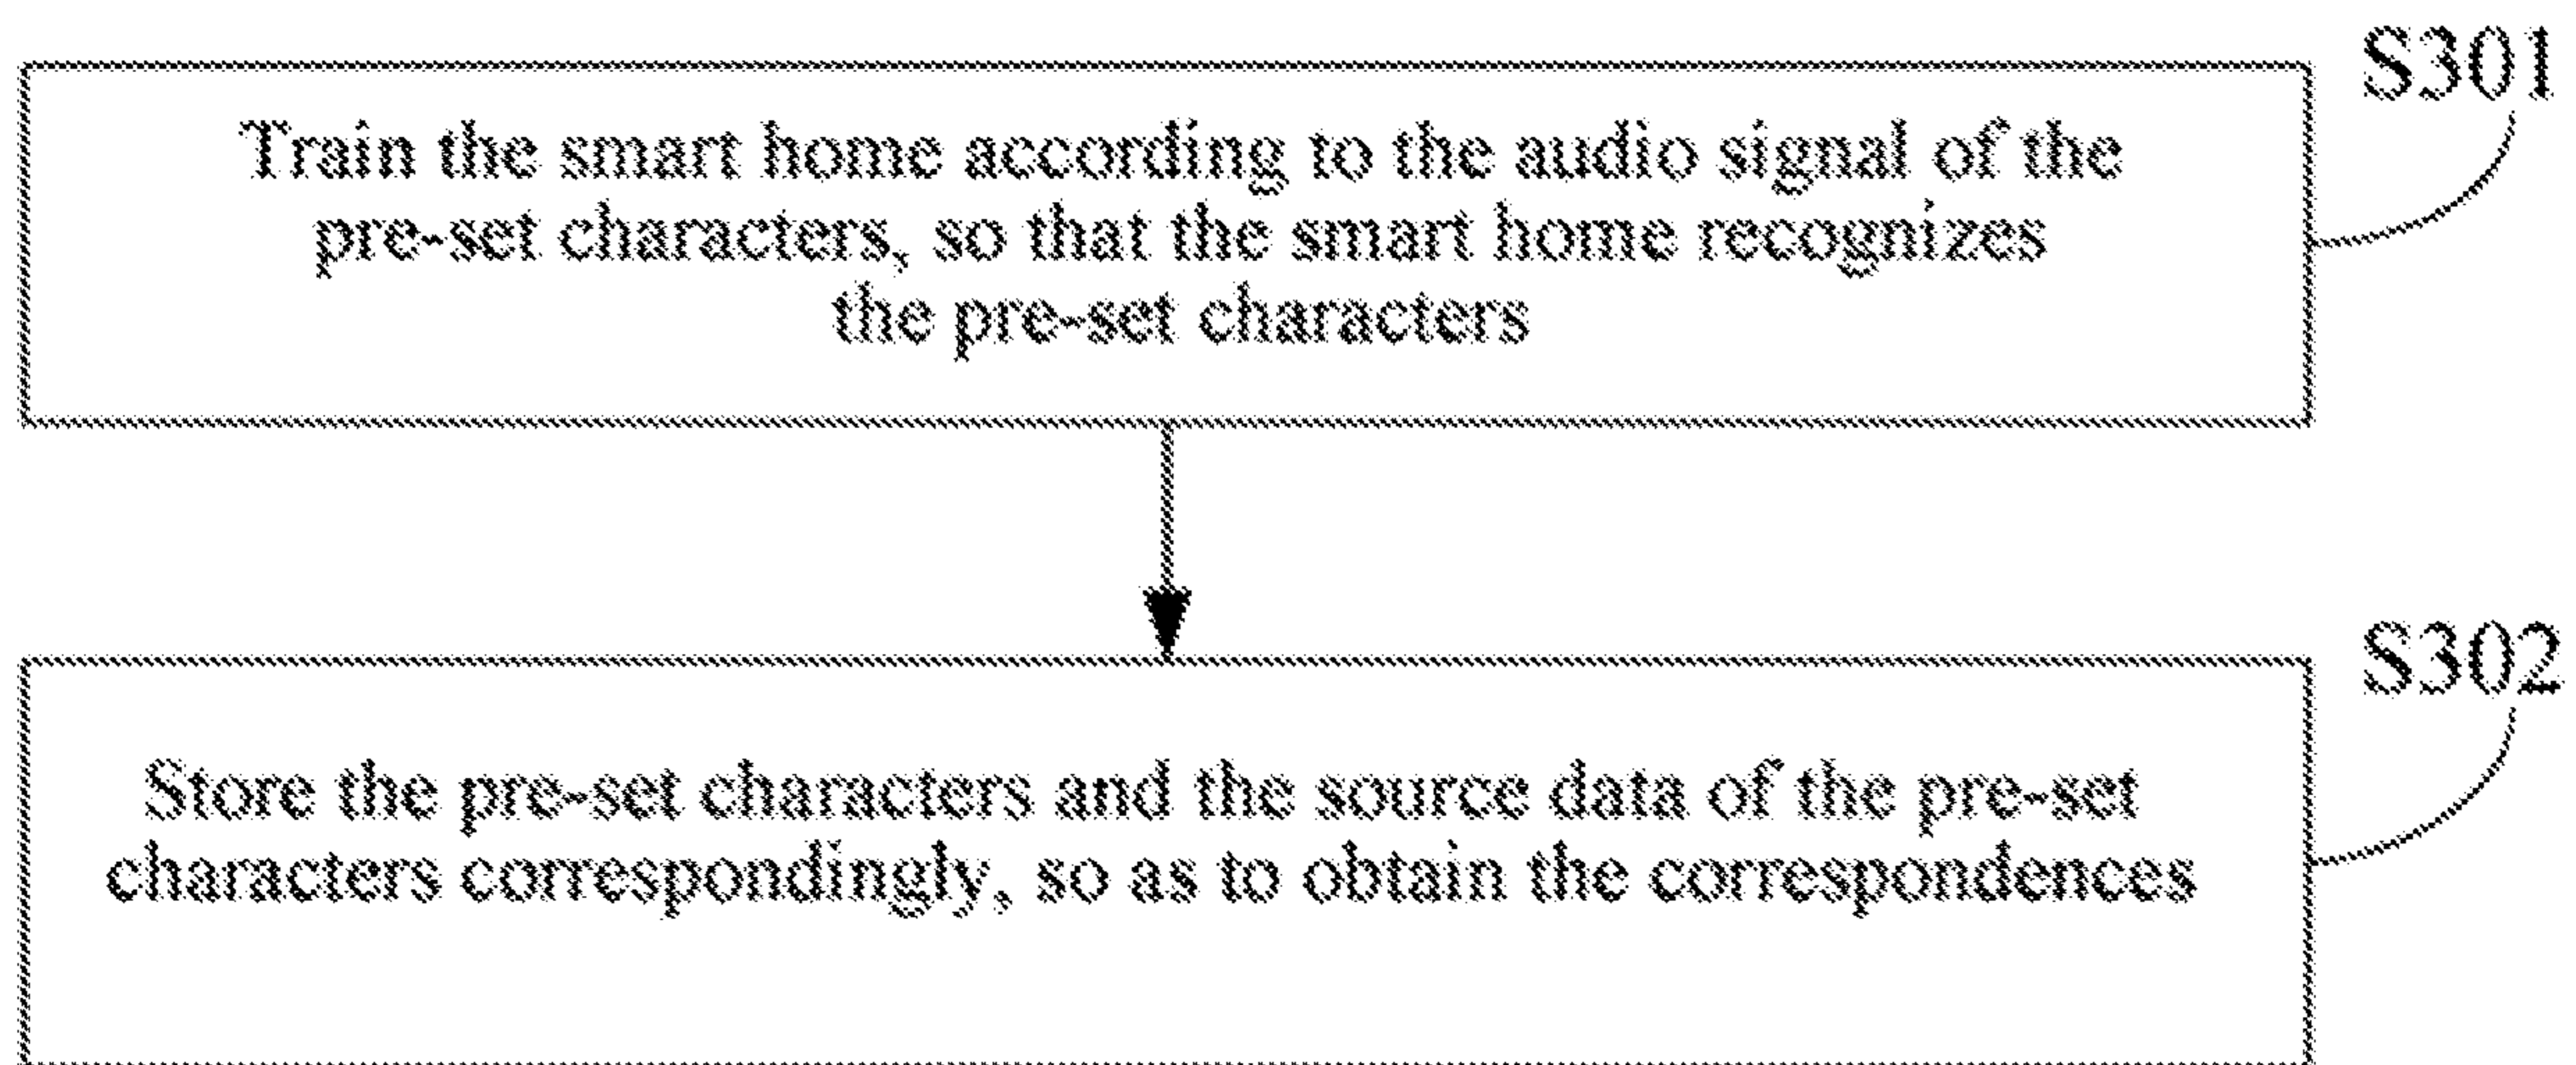 S301
Train the smart home according to the audio signal of the
pre-set characters, so that the smart home recognizes
the pre-set characters
S302
Store the pre-set characters and the source data of the pre-set
characters correspondingly, so as to obtain the correspondences